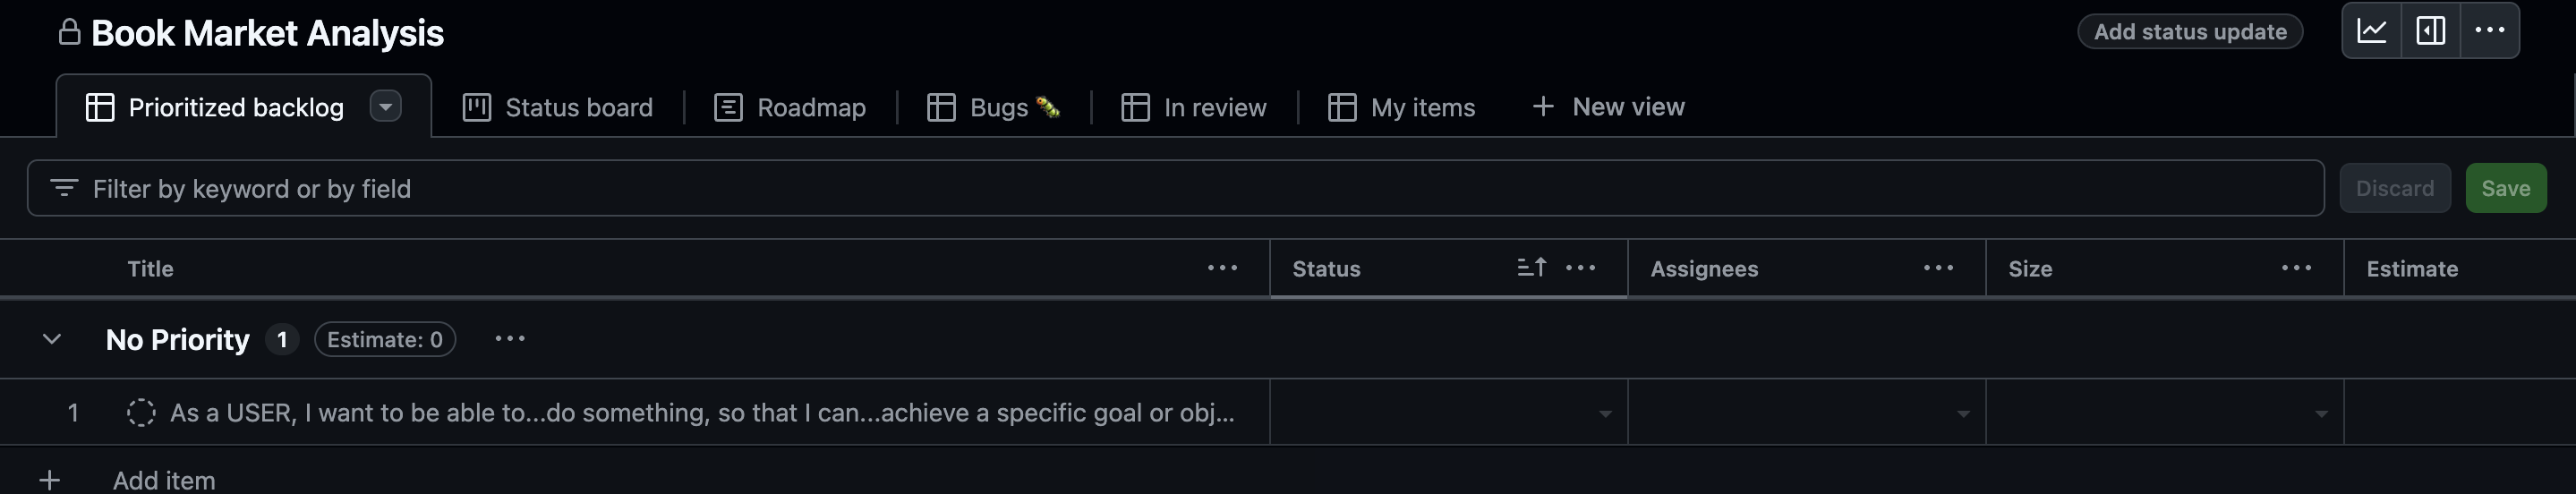 Book Market Analysis
Add status update
Prioritized backlog
Status board
Roadmap
Bugs 🐛
In review
My items
New view
Filter by keyword or by field
Discard
Save
Title
Status
Assignees
Size
Estimate
No Priority 1 Estimate: 0
1 As a USER, I want to be able to...do something, so that I can...achieve a specific goal or obj...
Add item